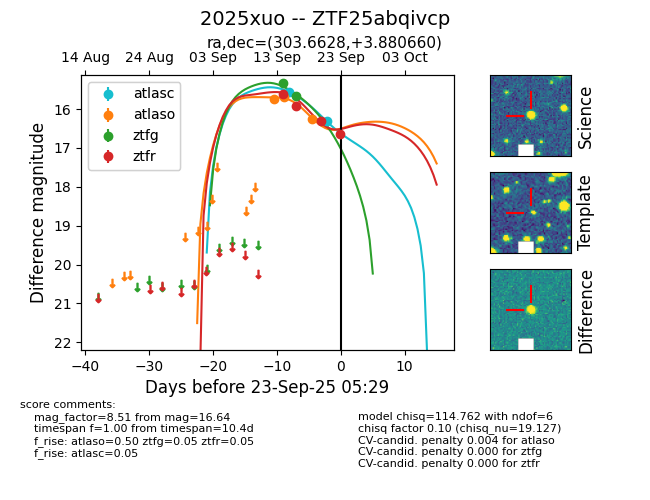 2025xuo -- ZTF25abqivcp
ra,dec=(303.6628,+3.880660)
14 Aug 24 Aug 03 Sep 13 Sep 23 Sep 03 Oct
atlasc
atlaso
ztfg
ztfr
16
17
18
19
20
21
22
Difference magnitude
−40 −30 −20 −10 0 10
Days before 23-Sep-25 05:29
Science
Template
Difference
score comments:
mag_factor=8.51 from mag=16.64
timespan f=1.00 from timespan=10.4d
f_rise: atlaso=0.50 ztfg=0.05 ztfr=0.05
f_rise: atlasc=0.05
model chisq=114.762 with ndof=6
chisq factor 0.10 (chisq_nu=19.127)
CV-candid. penalty 0.004 for atlaso
CV-candid. penalty 0.000 for ztfg
CV-candid. penalty 0.000 for ztfr